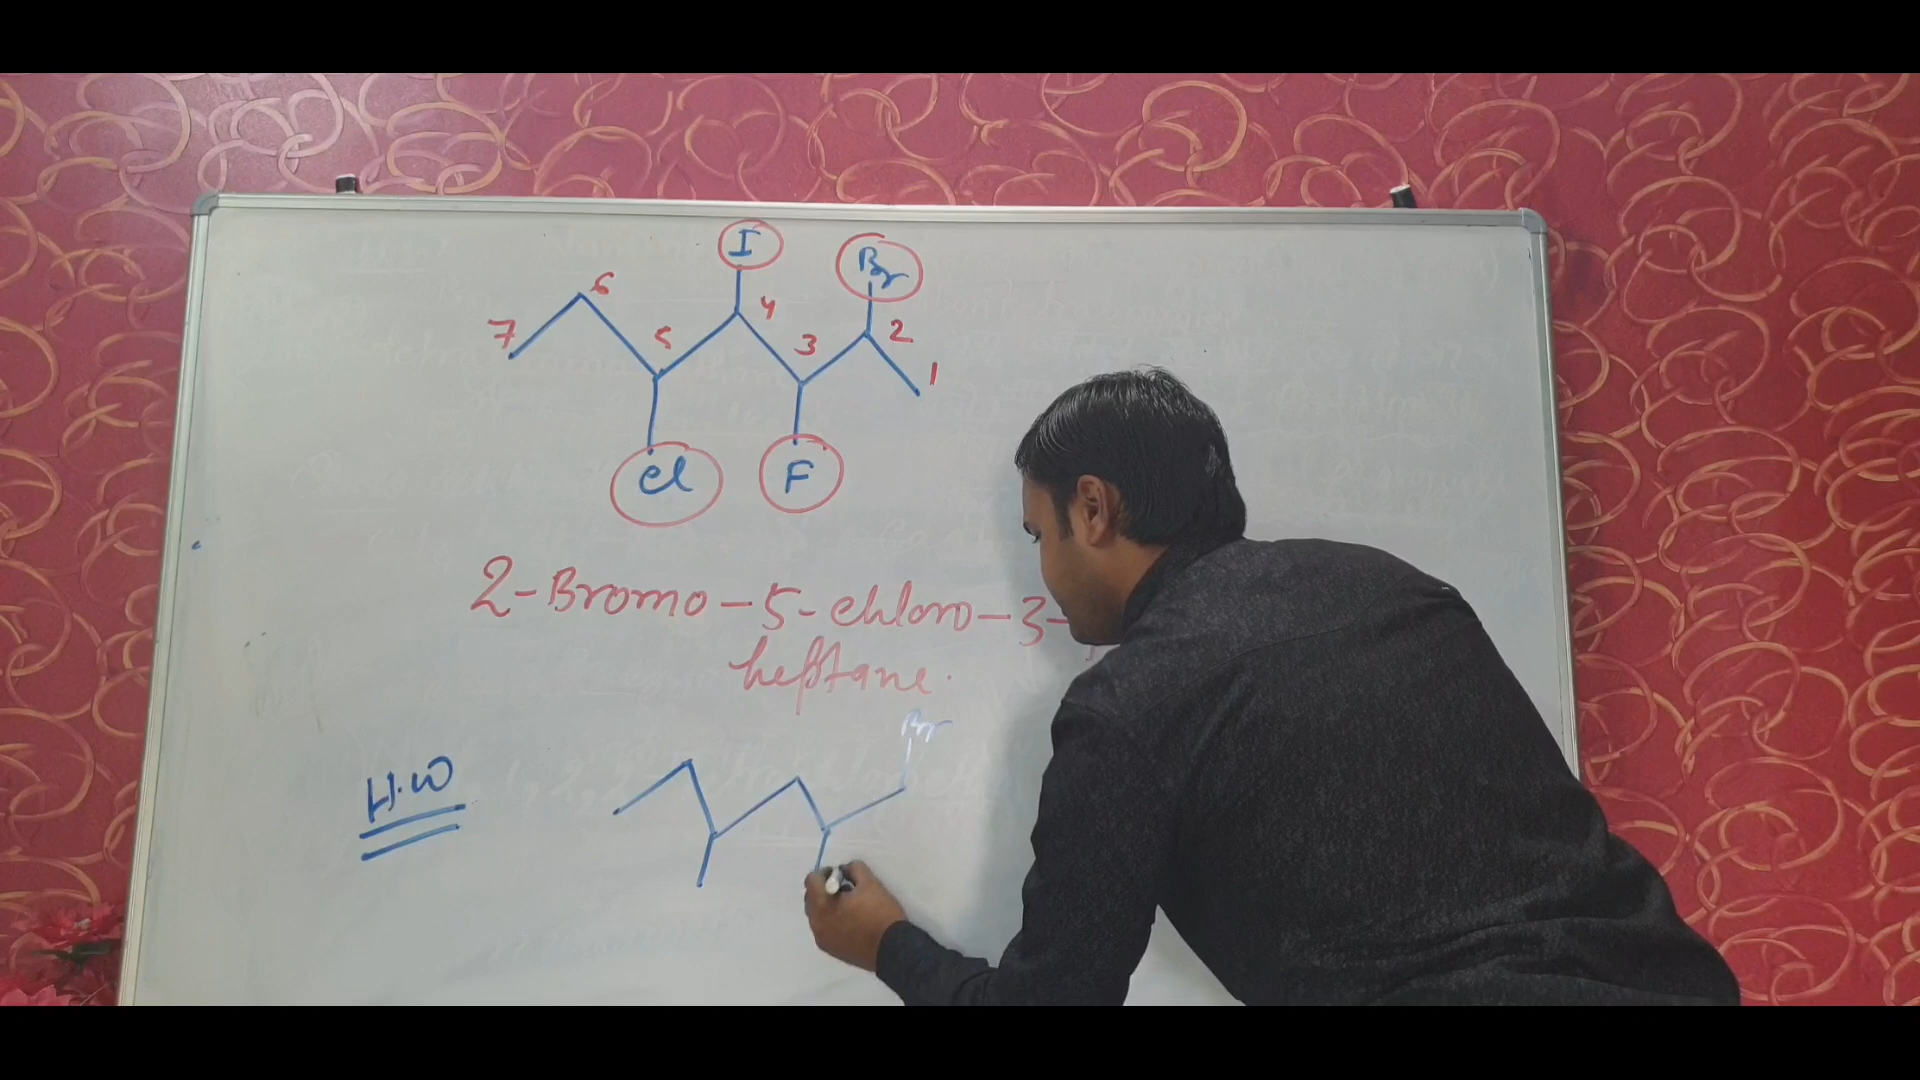 I
Br
6
7
5
4
3
2
1
Cl
F
2-Bromo-5-chloro-3-
heptane.
Br
H.W